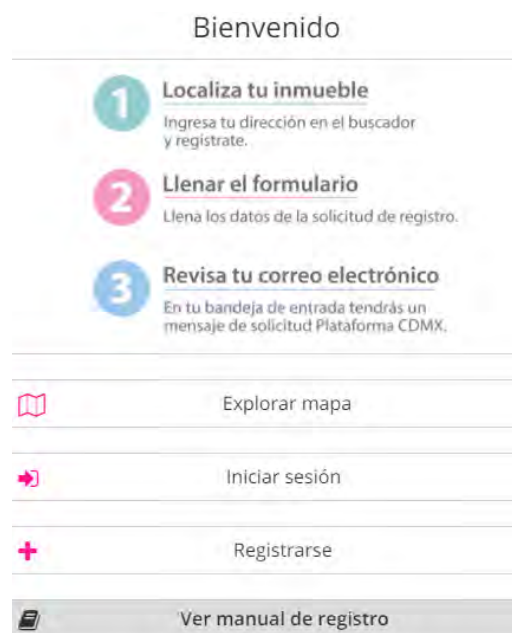 Bienvenido
1
Localiza tu inmueble
Ingresa tu dirección en el buscador
y registrate.
2
Llenar el formulario
Llena los datos de la solicitud de registro.
3
Revisa tu correo electrónico
En tu bandeja de entrada tendrás un
mensaje de solicitud Plataforma CDMX.
Explorar mapa
Iniciar sesión
Registrarse
Ver manual de registro